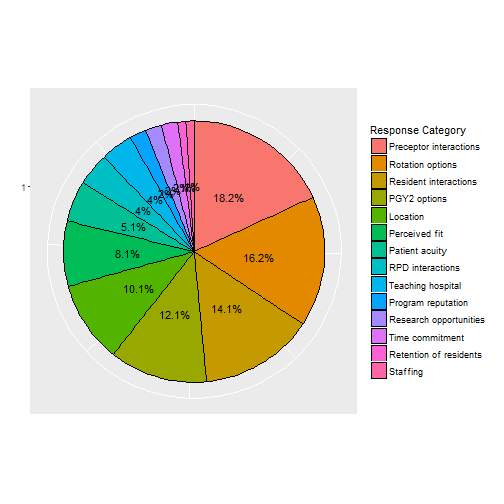 Response Category
Preceptor interactions
Rotation options
Resident interactions
PGY2 options
Location
Perceived fit
Patient acuity
RPD interactions
Teaching hospital
Program reputation
Research opportunities
Time commitment
Retention of residents
Staffing
1
18.2%
16.2%
14.1%
12.1%
10.1%
8.1%
5.1%
4%
4%